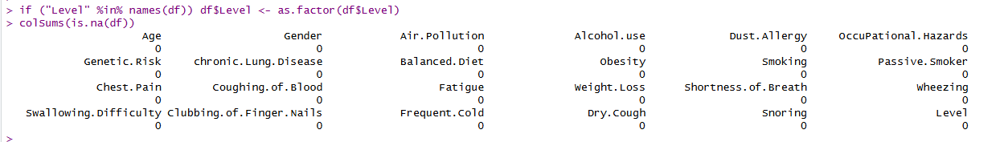 > if ("Level" %in% names(df)) df$Level <- as.factor(df$Level)
> colSums(is.na(df))
Age Gender Air.Pollution Alcohol.use Dust.Allergy OccuPational.Hazards
0 0 0 0 0 0
Genetic.Risk chronic.Lung.Disease Balanced.Diet Obesity Smoking Passive.Smoker
0 0 0 0 0 0
Chest.Pain Coughing.of.Blood Fatigue Weight.Loss Shortness.of.Breath Wheezing
0 0 0 0 0 0
Swallowing.Difficulty Clubbing.of.Finger.Nails Frequent.Cold Dry.Cough Snoring Level
0 0 0 0 0 0
>